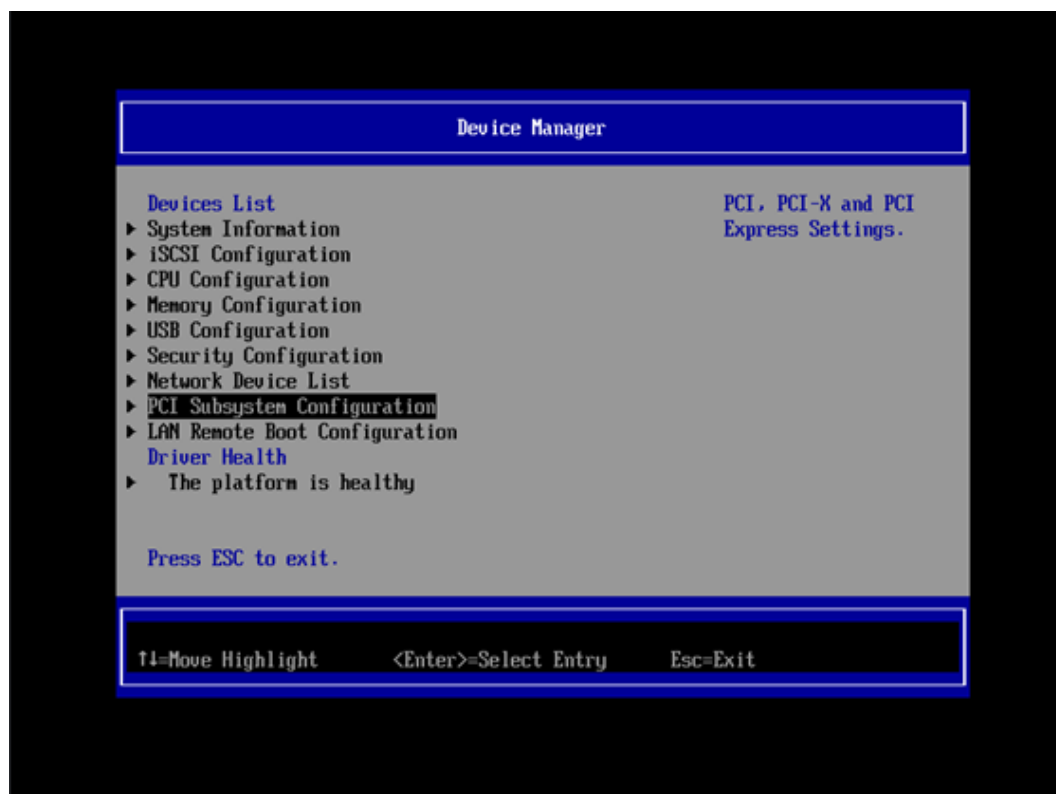 Device Manager
Devices List
PCI, PCI-X and PCI
▶ System Information
Express Settings.
▶ iSCSI Configuration
▶ CPU Configuration
▶ Memory Configuration
▶ USB Configuration
▶ Security Configuration
▶ Network Device List
▶ PCI Subsystem Configuration
▶ LAN Remote Boot Configuration
Driver Health
▶ The platform is healthy
Press ESC to exit.
↑↓=Move Highlight <Enter>=Select Entry Esc=Exit